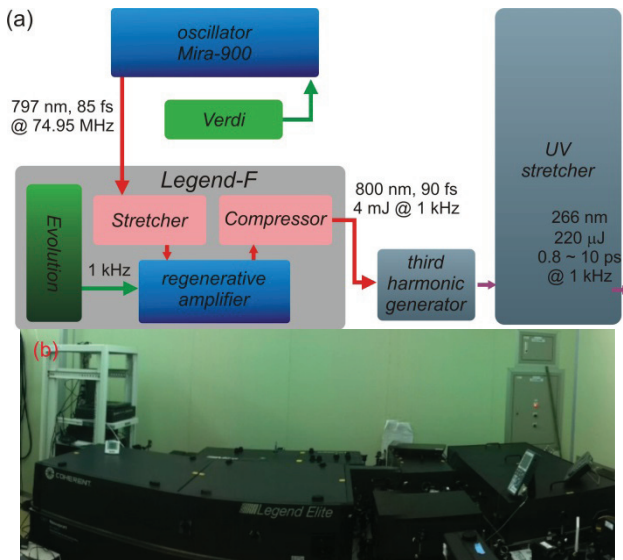 (a)
oscillator
Mira-900
797 nm, 85 fs
@ 74.95 MHz
Verdi
Legend-F
800 nm, 90 fs
4 mJ @ 1 kHz
UV
stretcher
Evolution
Stretcher
Compressor
1 kHz
regenerative
amplifier
third
harmonic
generator
266 nm
220 μJ
0.8 ~ 10 ps
@ 1 kHz
(b)
COHERENT
Legend Elite